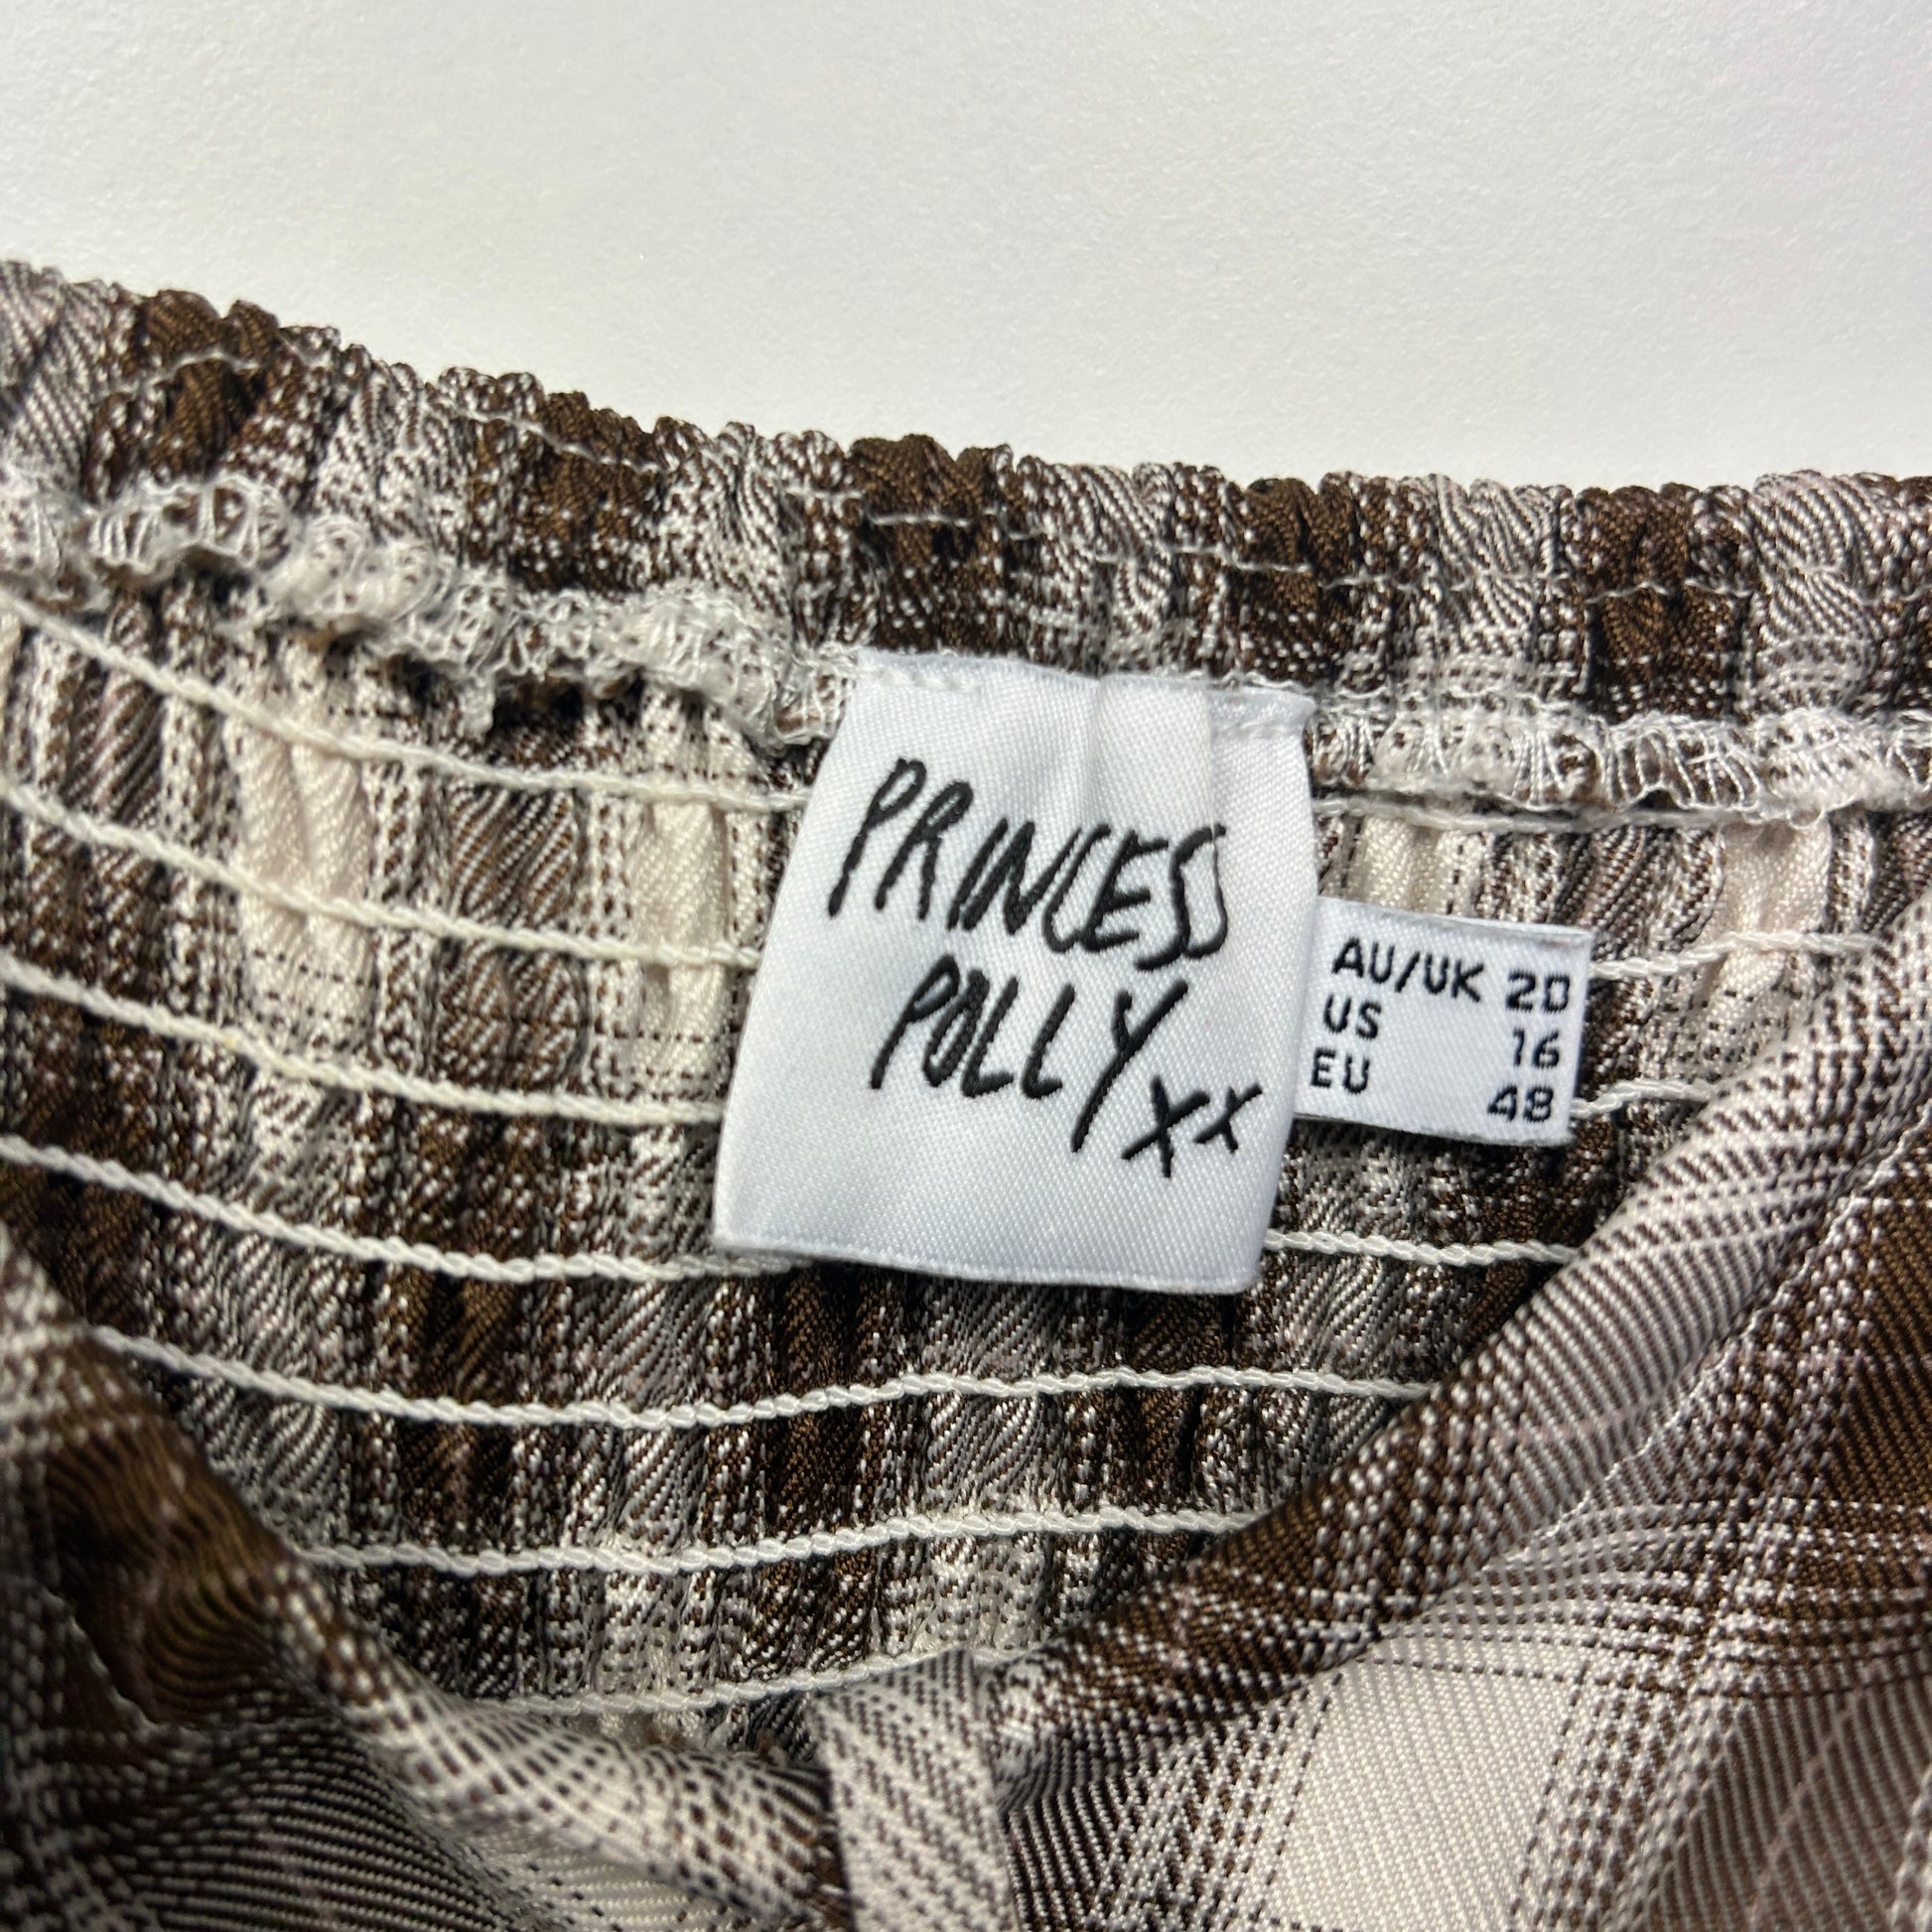 PRINCESS
POLLY xx
AU/UK 20
US 16
EU 48